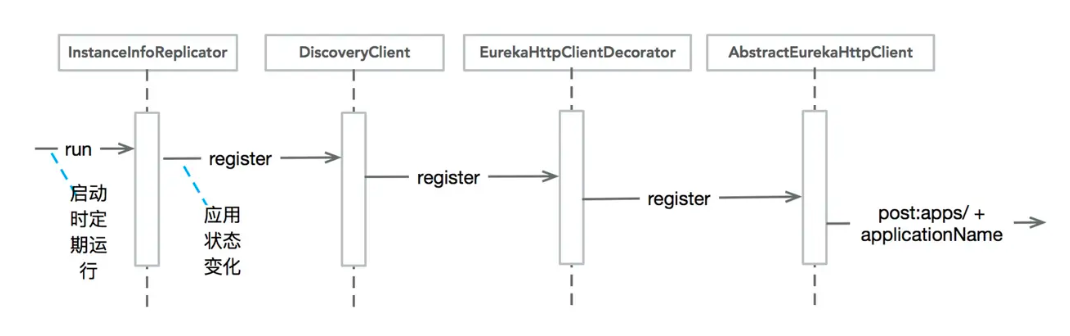 InstanceInfoReplicator
DiscoveryClient
EurekaHttpClientDecorator
AbstractEurekaHttpClient
run
register
register
register
post:apps/ +
applicationName
启动
时定
期运
行
应用
状态
变化